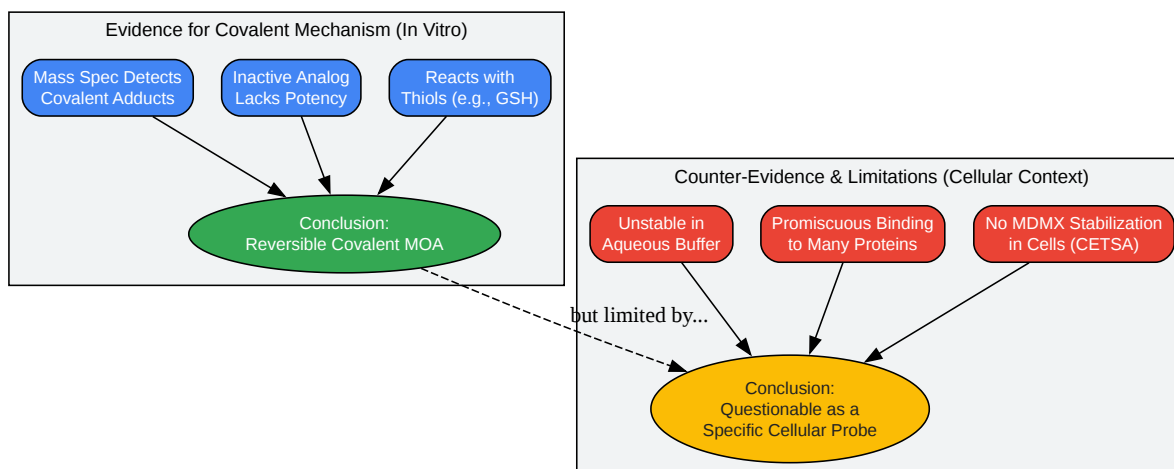 Evidence for Covalent Mechanism (In Vitro)
Mass Spec Detects
Covalent Adducts
Inactive Analog
Lacks Potency
Reacts with
Thiols (e.g., GSH)
Conclusion:
Reversible Covalent MOA
but limited by...
Counter-Evidence & Limitations (Cellular Context)
Unstable in
Aqueous Buffer
Promiscuous Binding
to Many Proteins
No MDMX Stabilization
in Cells (CETSA)
Conclusion:
Questionable as a
Specific Cellular Probe